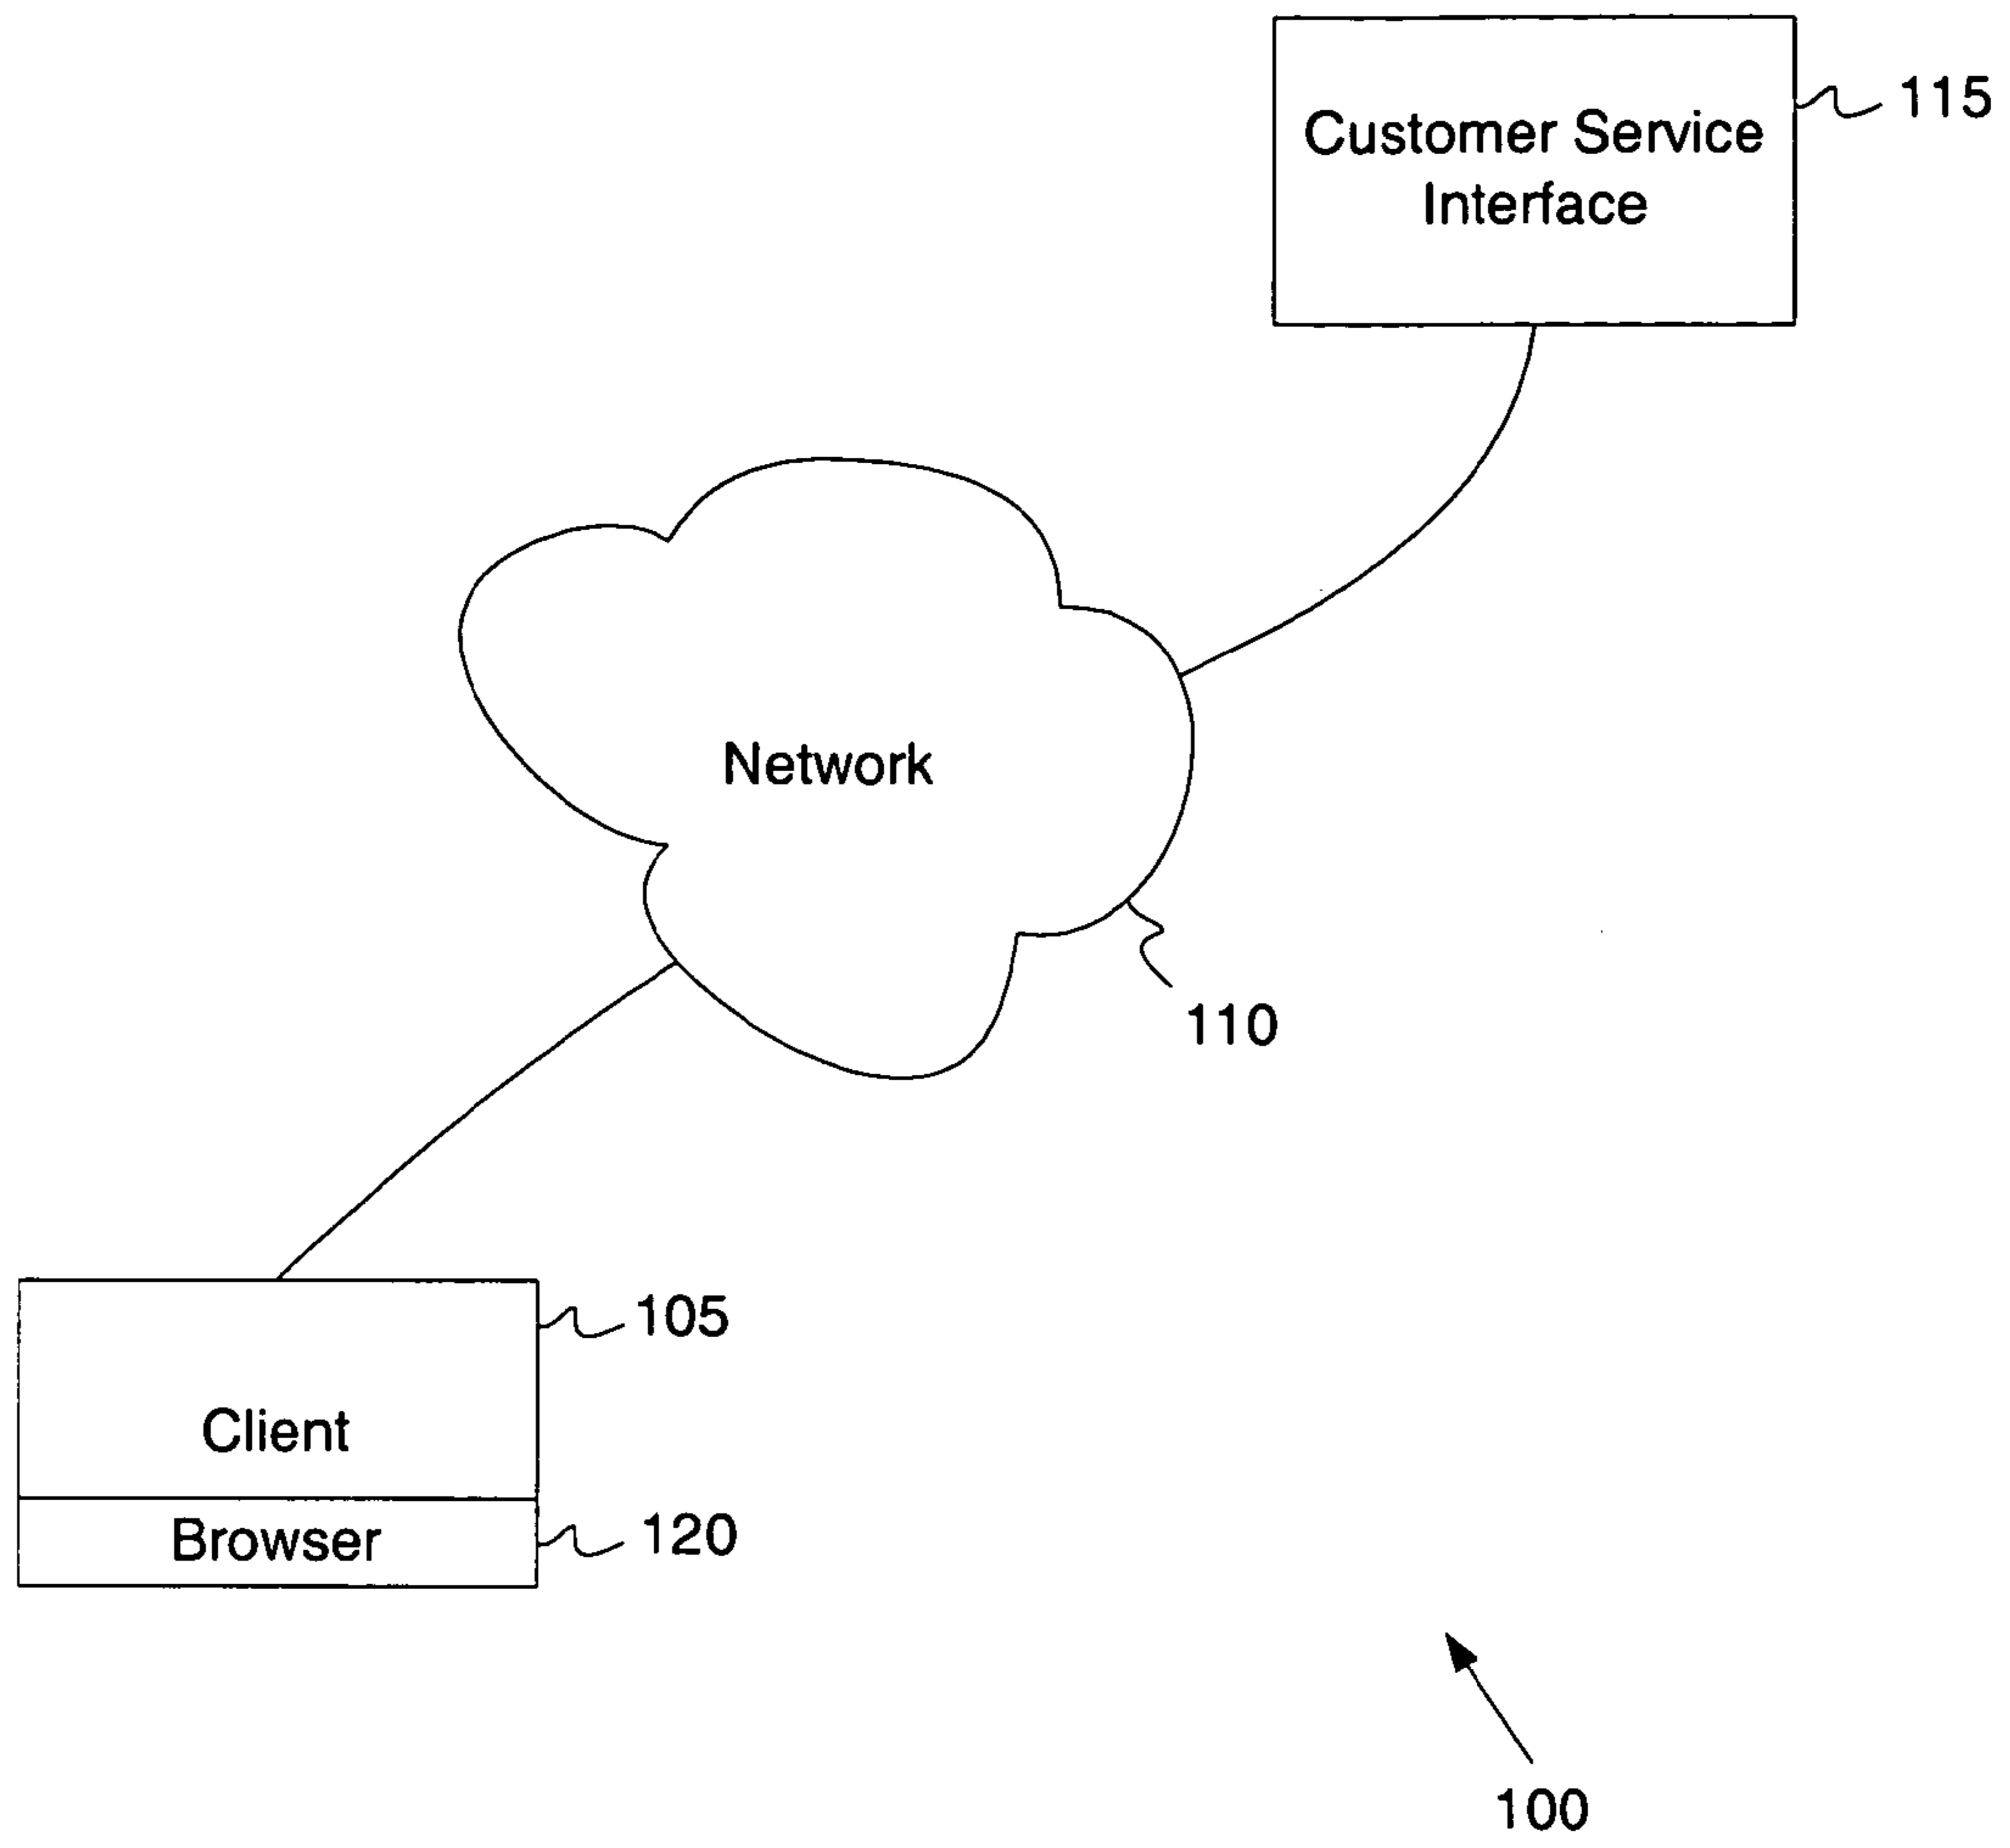 Customer Service
Interface
115
Network
110
105
Client
Browser
120
100